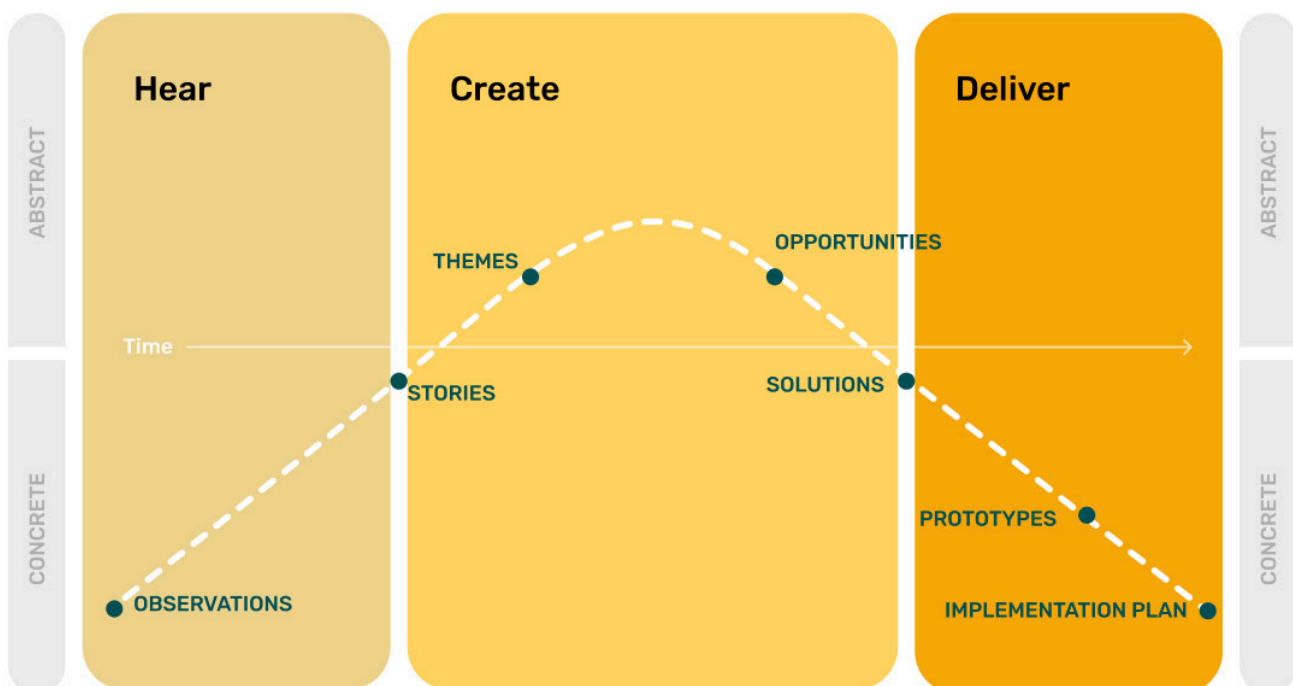 Hear
Create
Deliver
ABSTRACT
ABSTRACT
THEMES
OPPORTUNITIES
Time
STORIES
SOLUTIONS
CONCRETE
CONCRETE
PROTOTYPES
OBSERVATIONS
IMPLEMENTATION PLAN